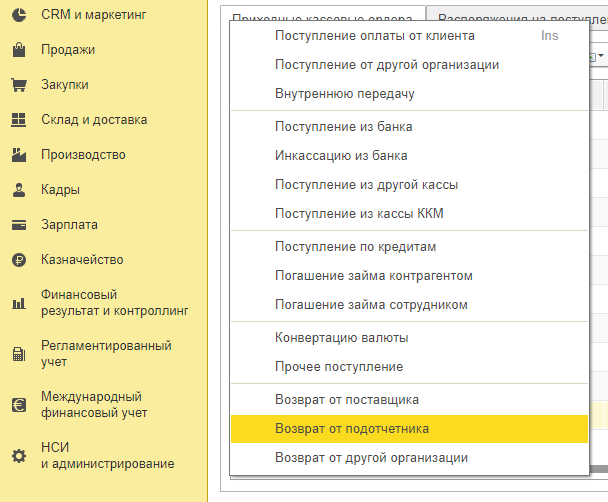 CRM и маркетинг
Продажи
Закупки
Склад и доставка
Производство
Кадры
Зарплата
Казначейство
Финансовый
результат и контроллинг
Регламентированный
учет
Международный
финансовый учет
НСИ
и администрирование
Приходные кассовые ордера
Распоряжения на поступлен
Поступление оплаты от клиента Ins
Поступление от другой организации
Внутреннюю передачу
Поступление из банка
Инкассацию из банка
Поступление из другой кассы
Поступление из кассы ККМ
Поступление по кредитам
Погашение займа контрагентом
Погашение займа сотрудником
Конвертацию валюты
Прочее поступление
Возврат от поставщика
Возврат от подотчетника
Возврат от другой организации